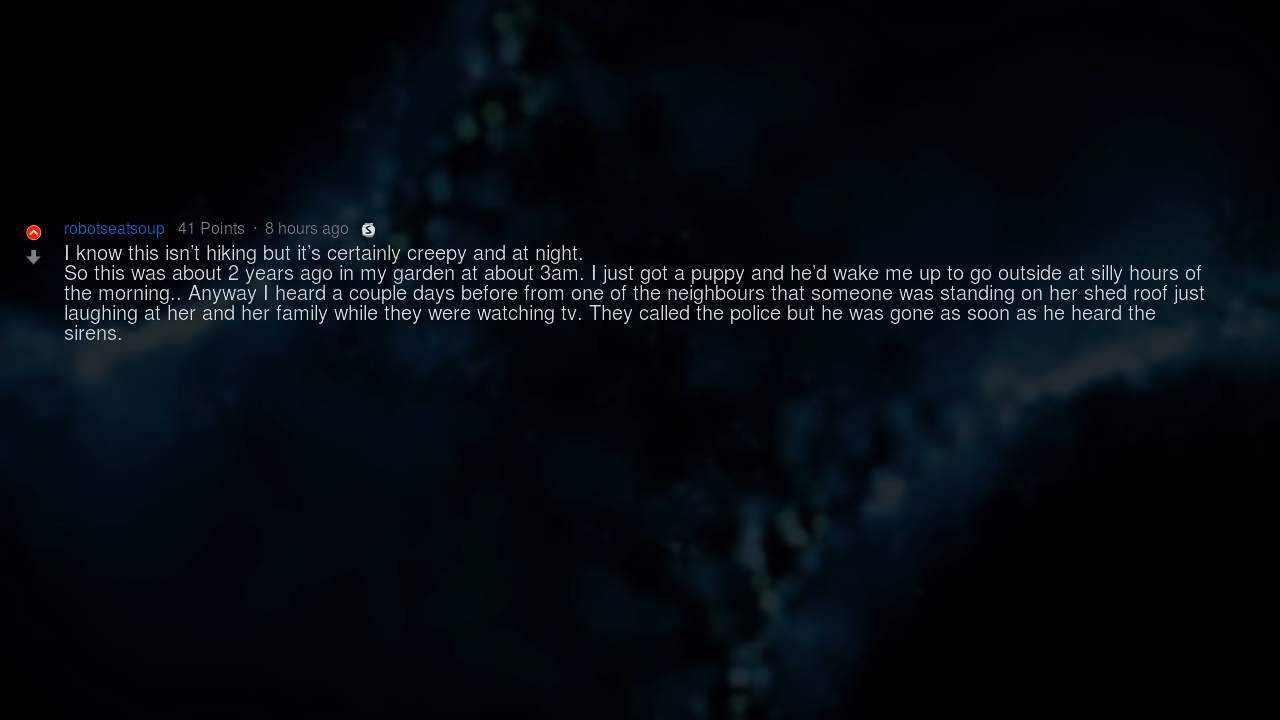 robotseatsoup 41 Points · 8 hours ago S
I know this isn't hiking but it's certainly creepy and at night.
So this was about 2 years ago in my garden at about 3am. I just got a puppy and he'd wake me up to go outside at silly hours of
the morning.. Anyway I heard a couple days before from one of the neighbours that someone was standing on her shed roof just
laughing at her and her family while they were watching tv. They called the police but he was gone as soon as he heard the
sirens.